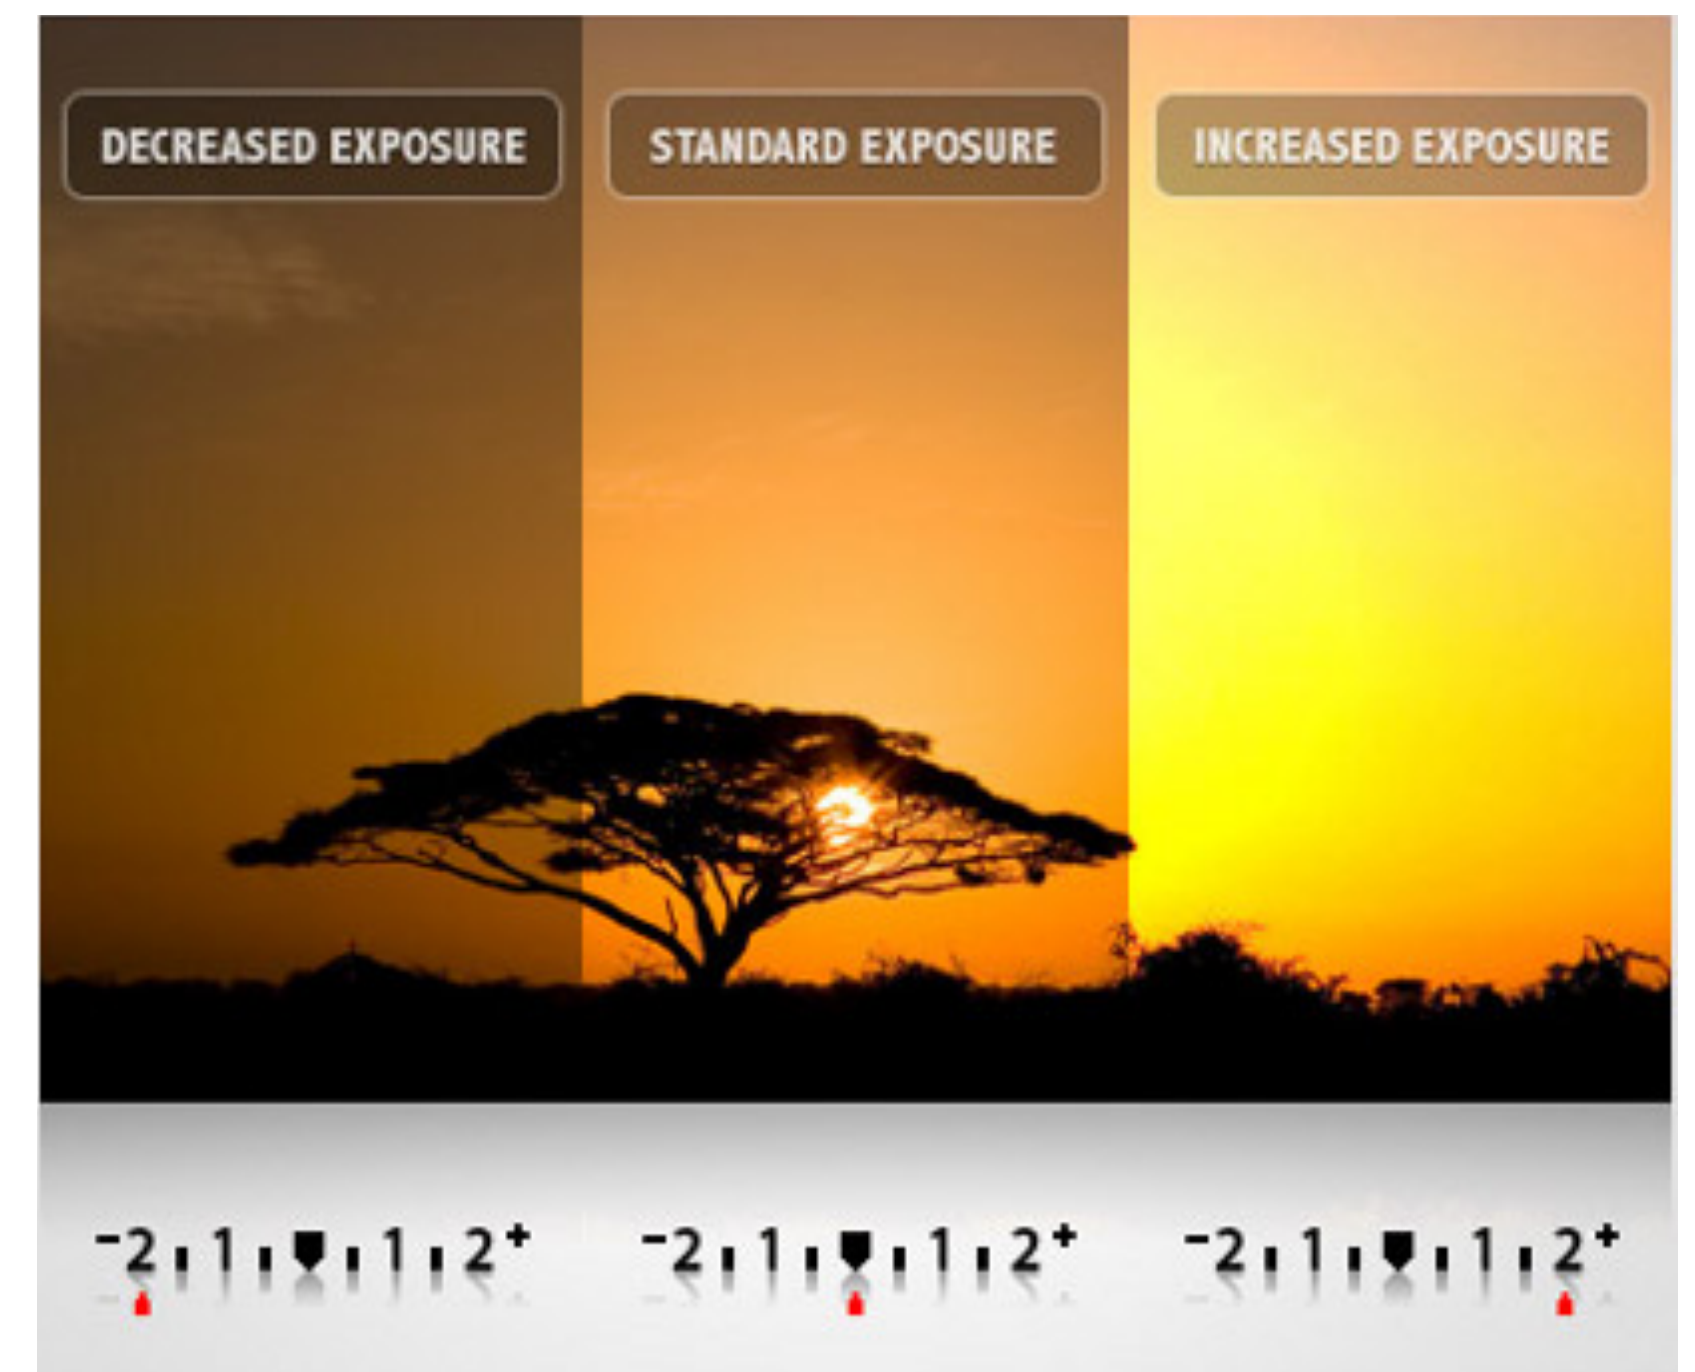 DECREASED EXPOSURE
STANDARD EXPOSURE
INCREASED EXPOSURE
-2 1 1 2+
-2 1 1 2+
-2 1 1 2+